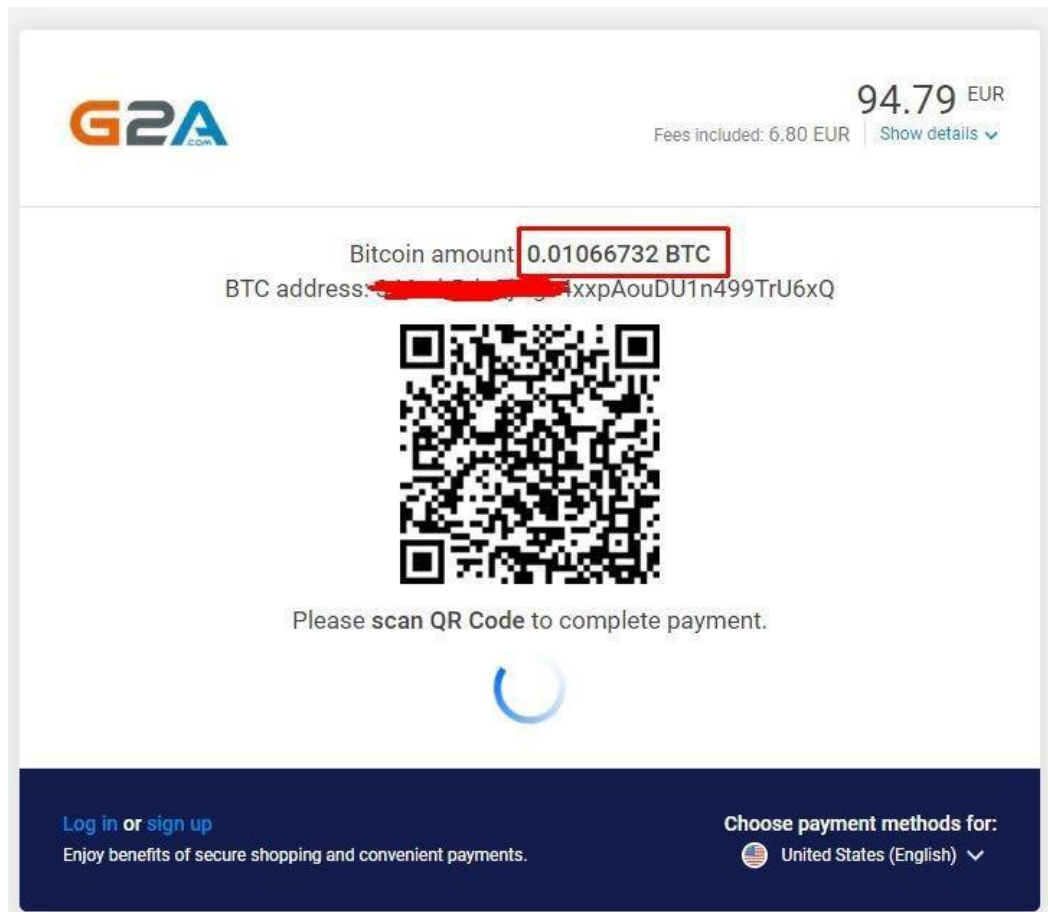 G2A
.COM
94.79 EUR
Fees included: 6.80 EUR Show details
Bitcoin amount 0.01066732 BTC
BTC address: 4xxpAouDU1n499TrU6xQ
Please scan QR Code to complete payment.
Log in or sign up
Enjoy benefits of secure shopping and convenient payments.
Choose payment methods for:
United States (English)